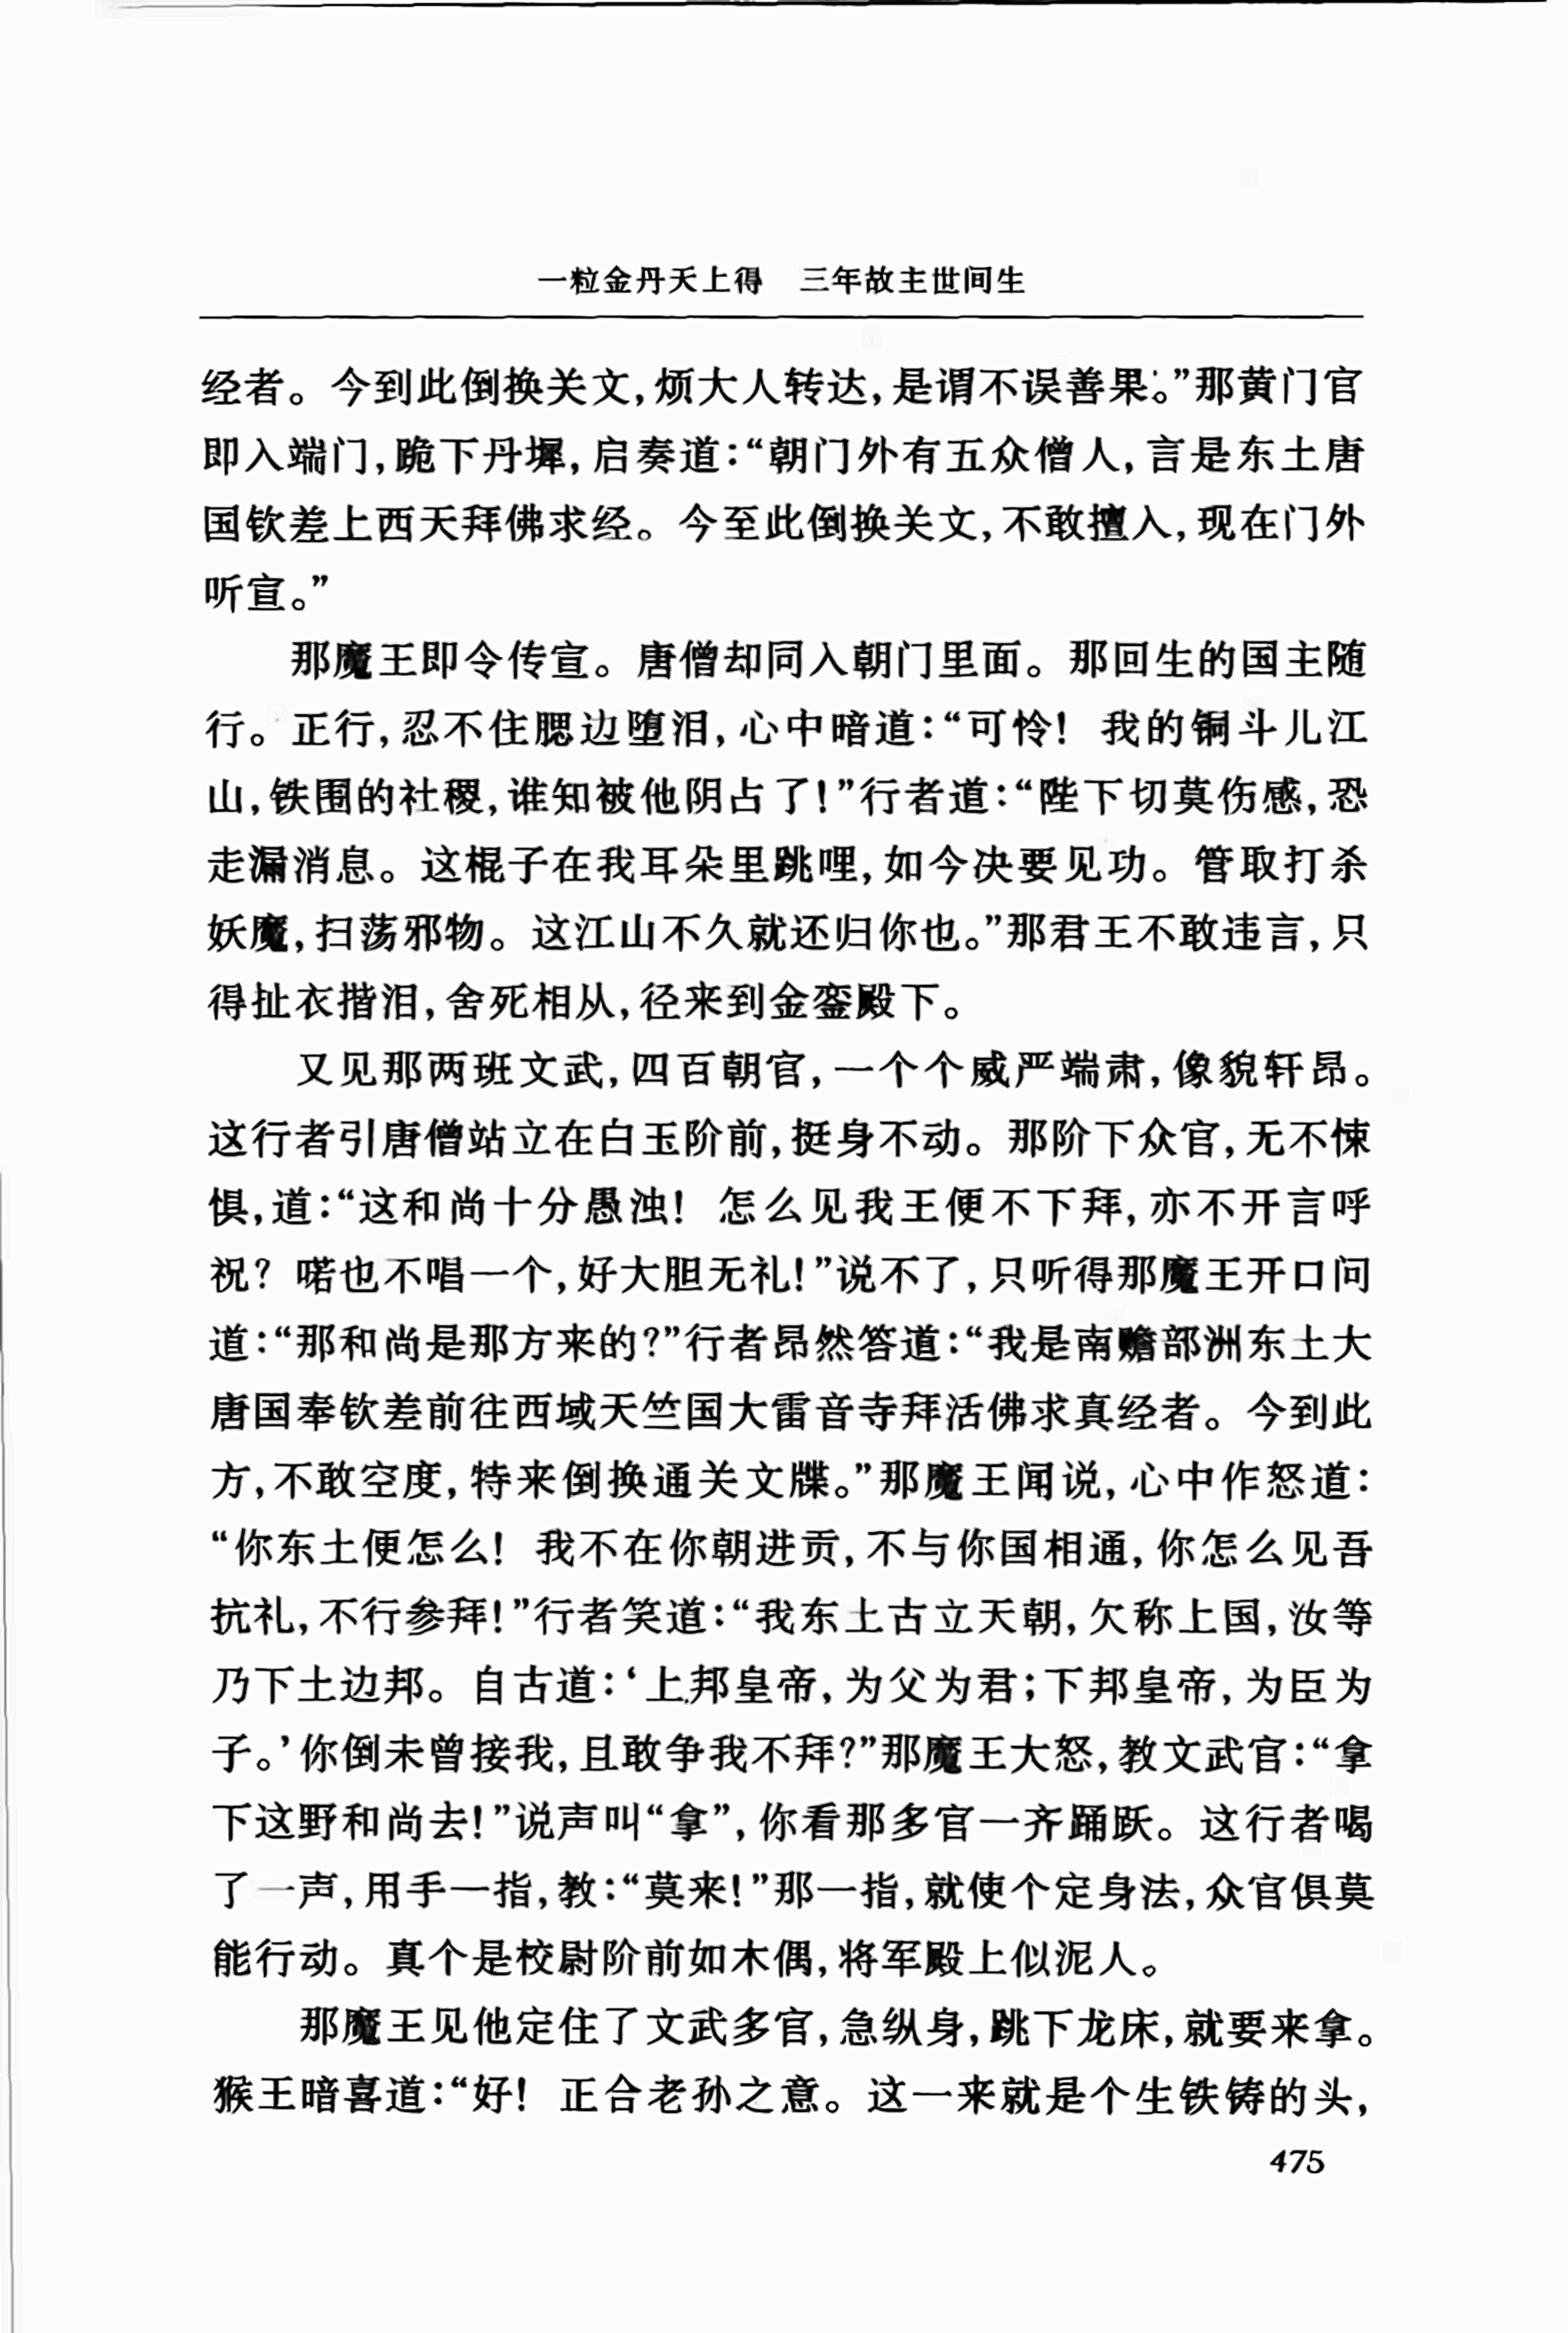 一粒金丹天上得　三年故主世间生
经者。今到此倒换关文，烦大人转达，是谓不误善果。”那黄门官
即入端门，跪下丹墀，启奏道：“朝门外有五众僧人，言是东土唐
国钦差上西天拜佛求经。今至此倒换关文，不敢擅入，现在门外
听宣。”
那魔王即令传宣。唐僧却同入朝门里面。那回生的国主随
行。正行，忍不住腮边堕泪，心中暗道：“可怜！我的铜斗儿江
山，铁围的社稷，谁知被他阴占了！”行者道：“陛下切莫伤感，恐
走漏消息。这棍子在我耳朵里跳哩，如今决要见功。管取打杀
妖魔，扫荡邪物。这江山不久就还归你也。”那君王不敢违言，只
得扯衣揩泪，舍死相从，径来到金銮殿下。
又见那两班文武，四百朝官，一个个威严端肃，像貌轩昂。
这行者引唐僧站立在白玉阶前，挺身不动。那阶下众官，无不悚
惧，道：“这和尚十分愚浊！怎么见我王便不下拜，亦不开言呼
祝？喏也不唱一个，好大胆无礼！”说不了，只听得那魔王开口问
道：“那和尚是那方来的？”行者昂然答道：“我是南赡部洲东土大
唐国奉钦差前往西域天竺国大雷音寺拜活佛求真经者。今到此
方，不敢空度，特来倒换通关文牒。”那魔王闻说，心中作怒道：
“你东土便怎么！我不在你朝进贡，不与你国相通，你怎么见吾
抗礼，不行参拜！”行者笑道：“我东土古立天朝，久称上国，汝等
乃下土边邦。自古道：‘上邦皇帝，为父为君；下邦皇帝，为臣为
子。’你倒未曾接我，且敢争我不拜？”那魔王大怒，教文武官：“拿
下这野和尚去！”说声叫“拿”，你看那多官一齐踊跃。这行者喝
了一声，用手一指，教：“莫来！”那一指，就使个定身法，众官俱莫
能行动。真个是校尉阶前如木偶，将军殿上似泥人。
那魔王见他定住了文武多官，急纵身，跳下龙床，就要来拿。
猴王暗喜道：“好！正合老孙之意。这一来就是个生铁铸的头，
475